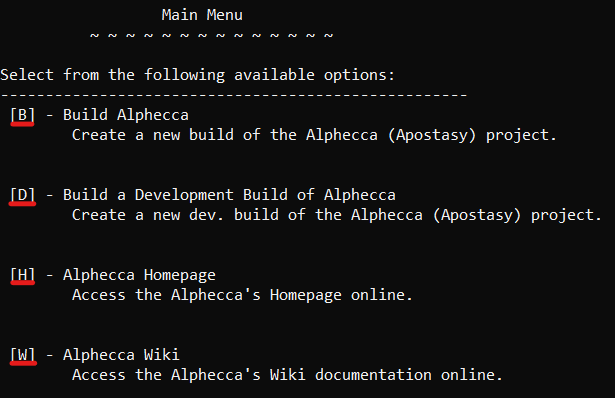 Main Menu
~ ~ ~ ~ ~ ~ ~ ~ ~ ~ ~ ~ ~ ~
Select from the following available options:
----------------------------------------------------
[B] - Build Alphecca
Create a new build of the Alphecca (Apostasy) project.
[D] - Build a Development Build of Alphecca
Create a new dev. build of the Alphecca (Apostasy) project.
[H] - Alphecca Homepage
Access the Alphecca's Homepage online.
[W] - Alphecca Wiki
Access the Alphecca's Wiki documentation online.